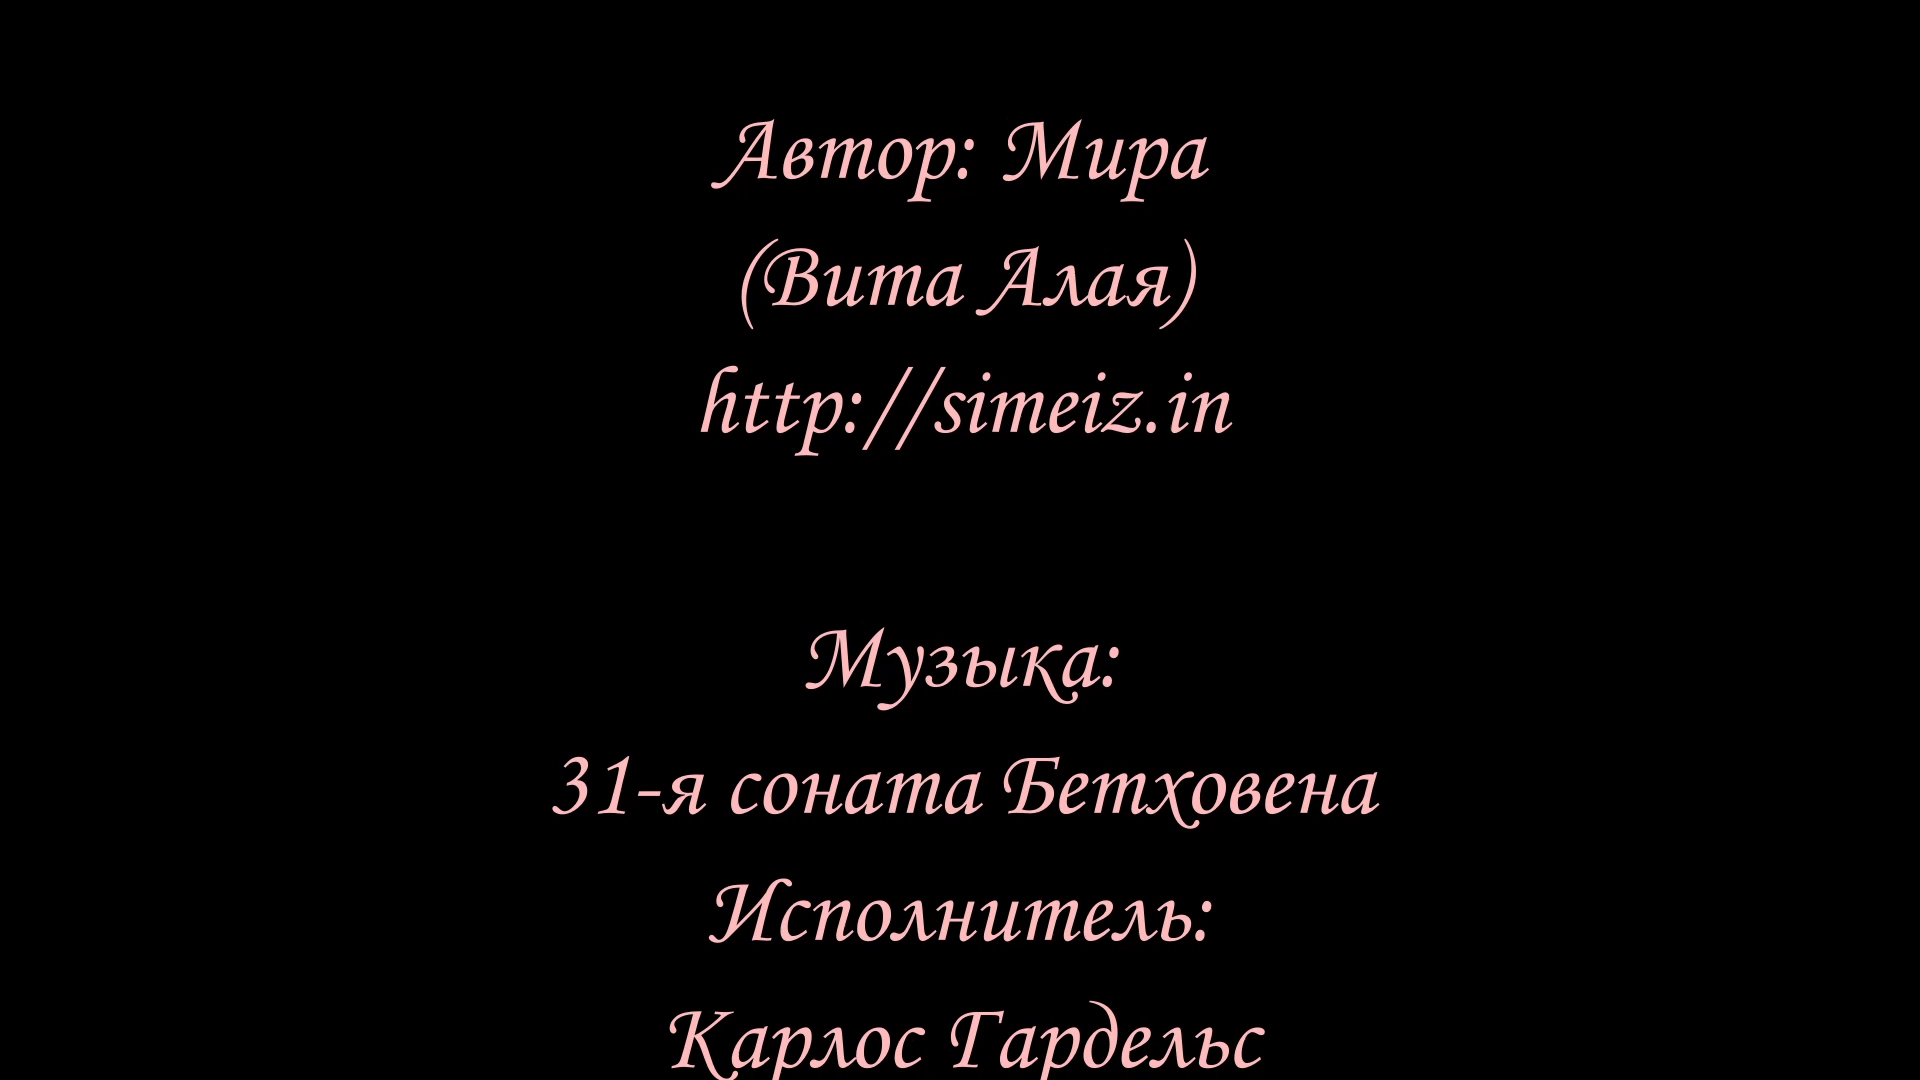 Автор: Мира
(Вита Алая)
http://simeiz.in
Музыка:
31-я соната Бетховена
Исполнитель:
Карлос Гардельс